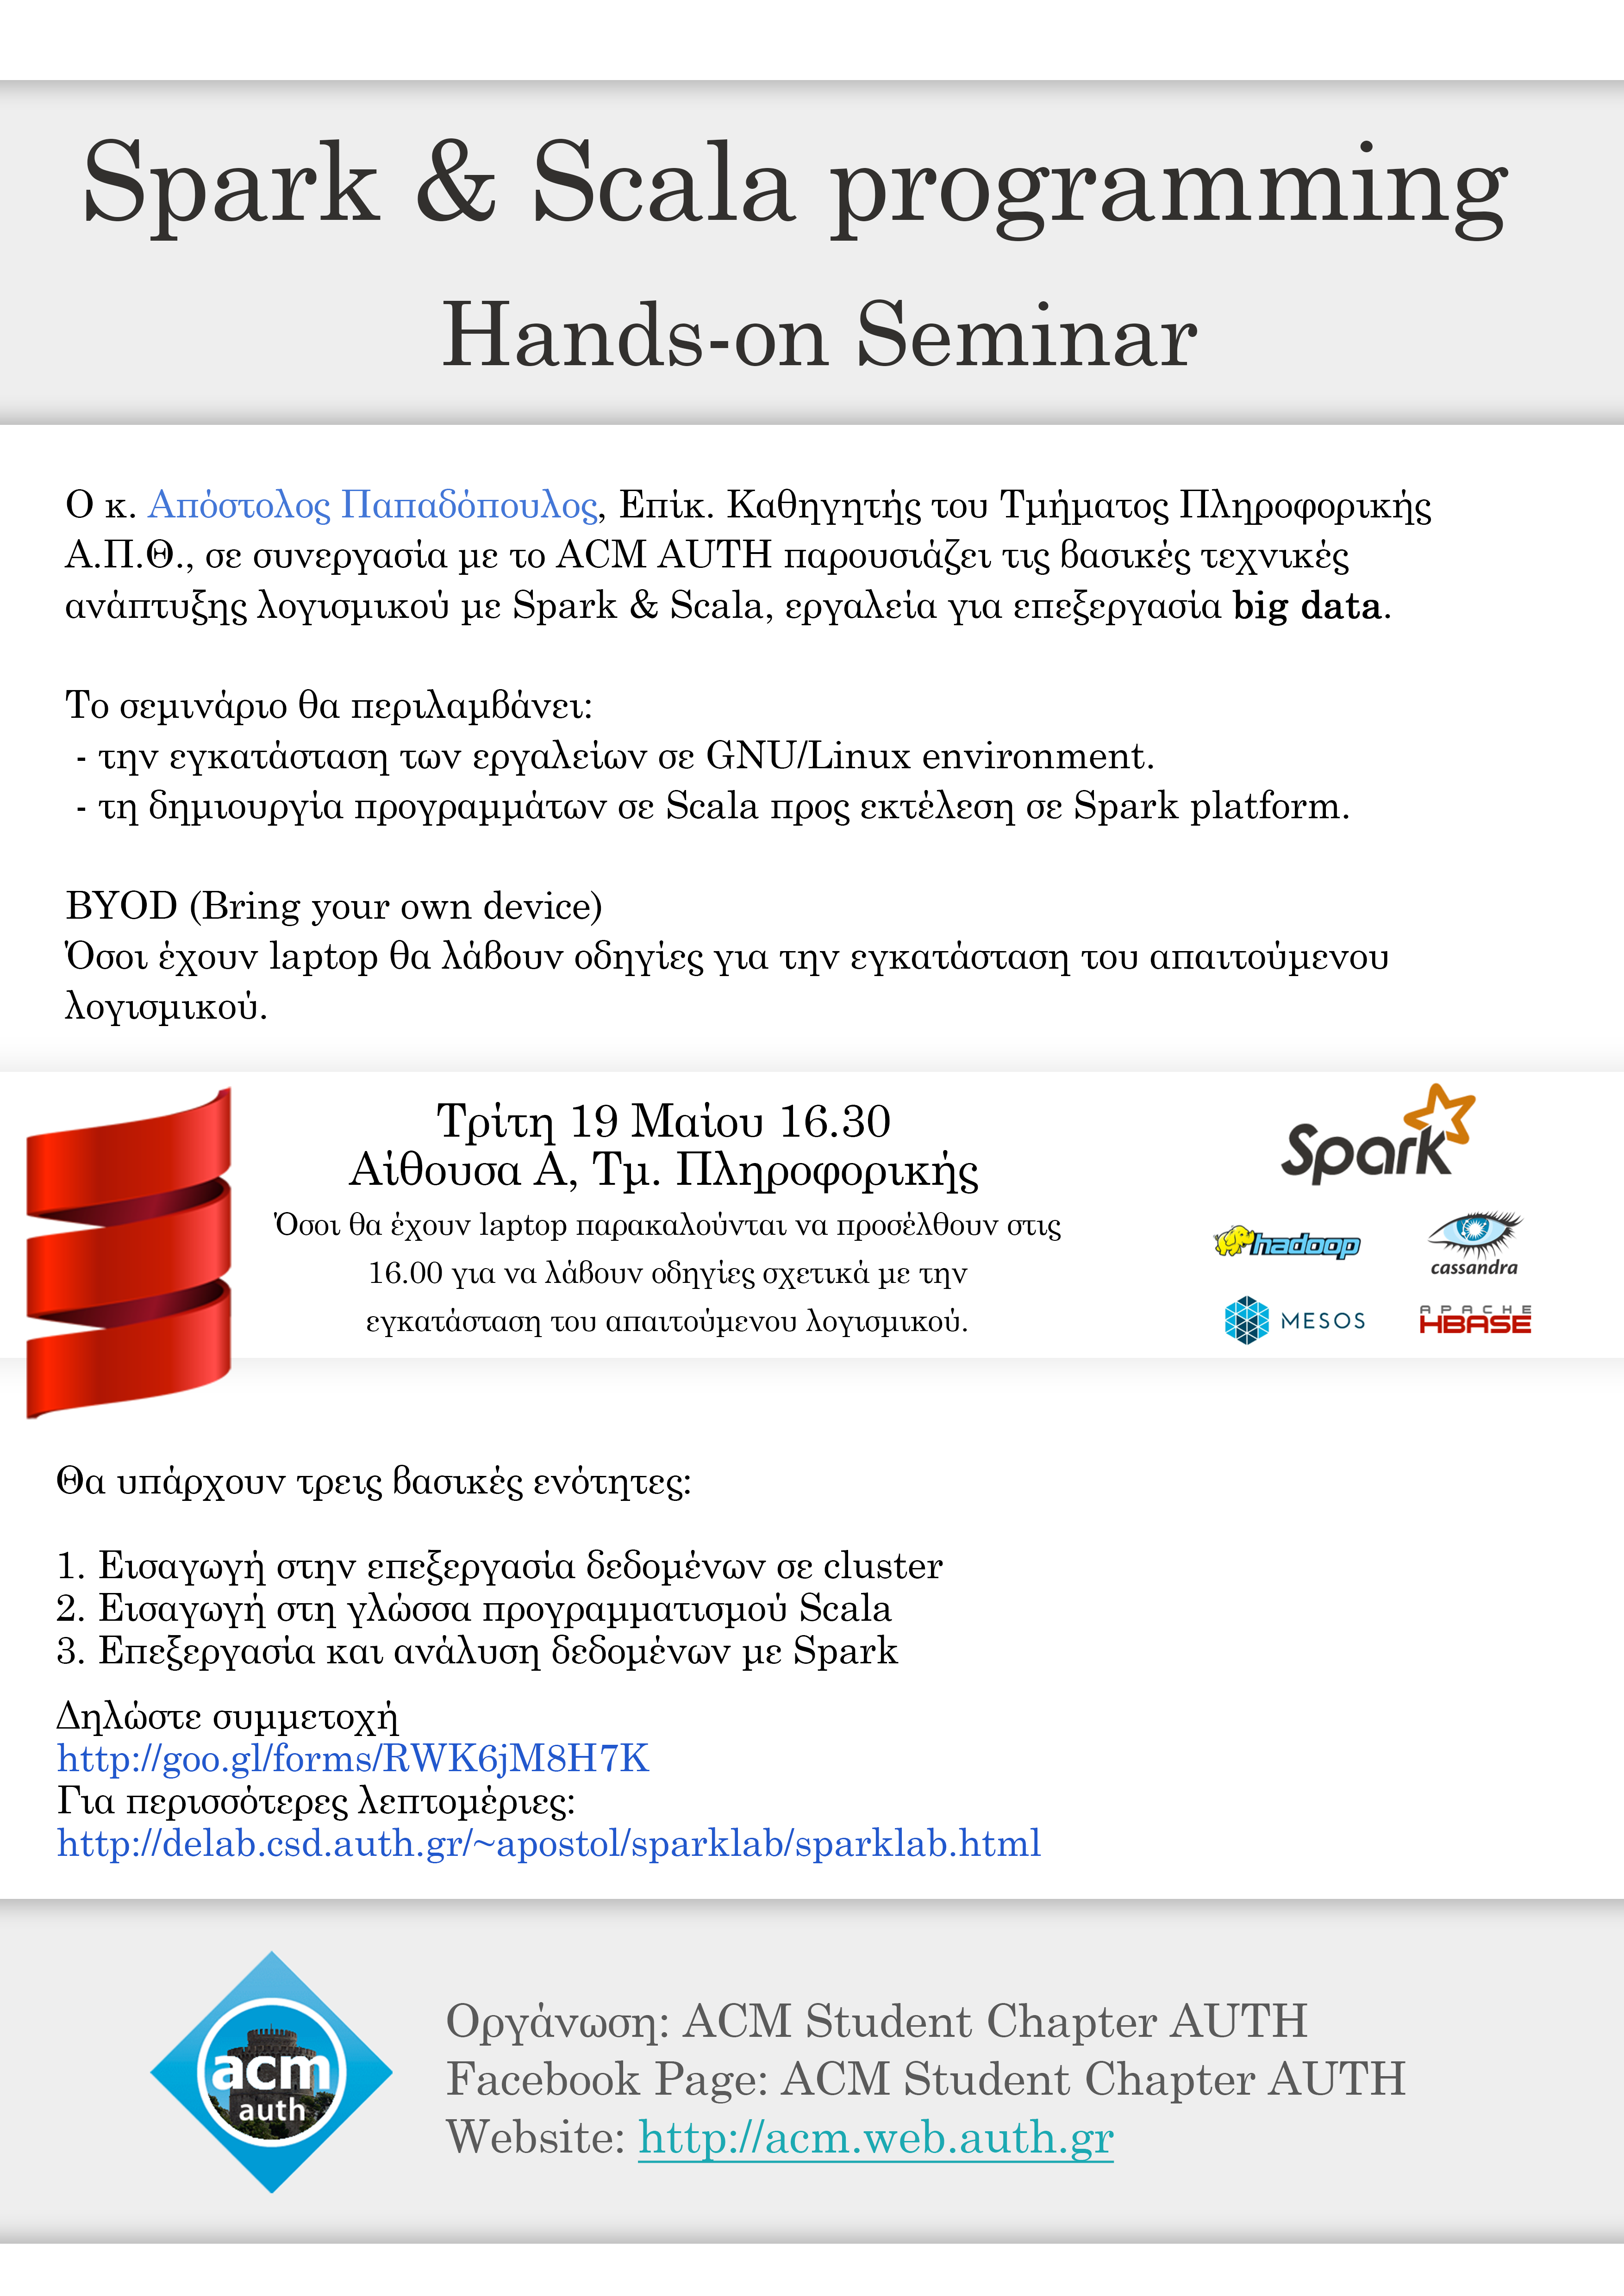 Spark & Scala programming
Hands-on Seminar
Ο κ. Απόστολος Παπαδόπουλος, Επίκ. Καθηγητής του Τμήματος Πληροφορικής
Α.Π.Θ., σε συνεργασία με το ACM AUTH παρουσιάζει τις βασικές τεχνικές
ανάπτυξης λογισμικού με Spark & Scala, εργαλεία για επεξεργασία big data.
Το σεμινάριο θα περιλαμβάνει:
- την εγκατάσταση των εργαλείων σε GNU/Linux environment.
- τη δημιουργία προγραμμάτων σε Scala προς εκτέλεση σε Spark platform.
BYOD (Bring your own device)
Όσοι έχουν laptop θα λάβουν οδηγίες για την εγκατάσταση του απαιτούμενου
λογισμικού.
Τρίτη 19 Μαίου 16.30
Αίθουσα Α, Τμ. Πληροφορικής
Όσοι θα έχουν laptop παρακαλούνται να προσέλθουν στις
16.00 για να λάβουν οδηγίες σχετικά με την
εγκατάσταση του απαιτούμενου λογισμικού.
Spark
hadoop
cassandra
MESOS
APACHE
HBASE
Θα υπάρχουν τρεις βασικές ενότητες:
1. Εισαγωγή στην επεξεργασία δεδομένων σε cluster
2. Εισαγωγή στη γλώσσα προγραμματισμού Scala
3. Επεξεργασία και ανάλυση δεδομένων με Spark
Δηλώστε συμμετοχή
http://goo.gl/forms/RWK6jM8H7K
Για περισσότερες λεπτομέριες:
http://delab.csd.auth.gr/~apostol/sparklab/sparklab.html
acm
auth
Οργάνωση: ACM Student Chapter AUTH
Facebook Page: ACM Student Chapter AUTH
Website: http://acm.web.auth.gr